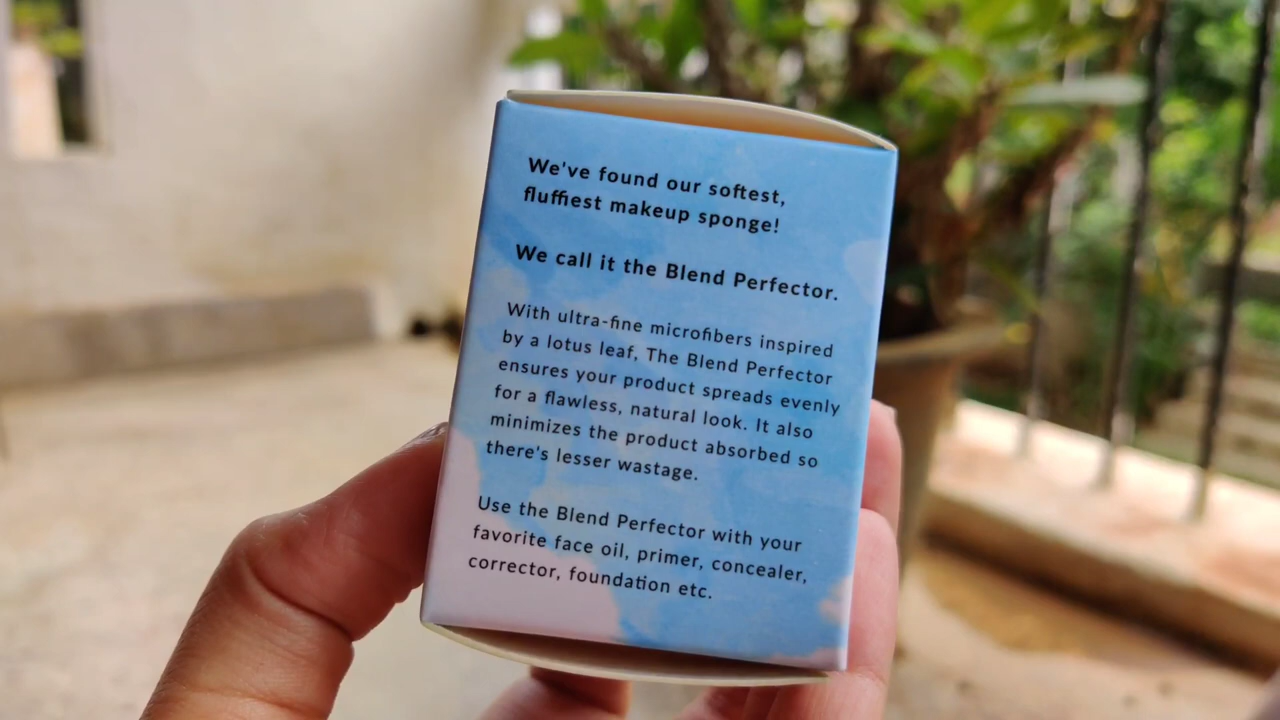 We've found our softest,
fluffiest makeup sponge!
We call it the Blend Perfector.
With ultra-fine microfibers inspired
by a lotus leaf, The Blend Perfector
ensures your product spreads evenly
for a flawless, natural look. It also
minimizes the product absorbed so
there's lesser wastage.
Use the Blend Perfector with your
favorite face oil, primer, concealer,
corrector, foundation etc.